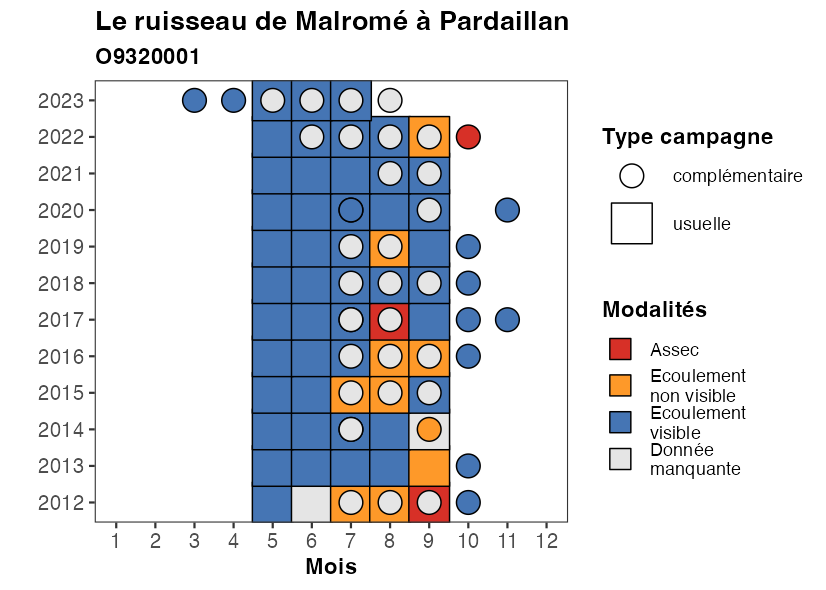 Le ruisseau de Malromé à Pardaillan
O9320001
2023
2022
2021
2020
2019
2018
2017
2016
2015
2014
2013
2012
1 2 3 4 5 6 7 8 9 10 11 12
Mois
Type campagne
complémentaire
usuelle
Modalités
Assec
Ecoulement
non visible
Ecoulement
visible
Donnée
manquante